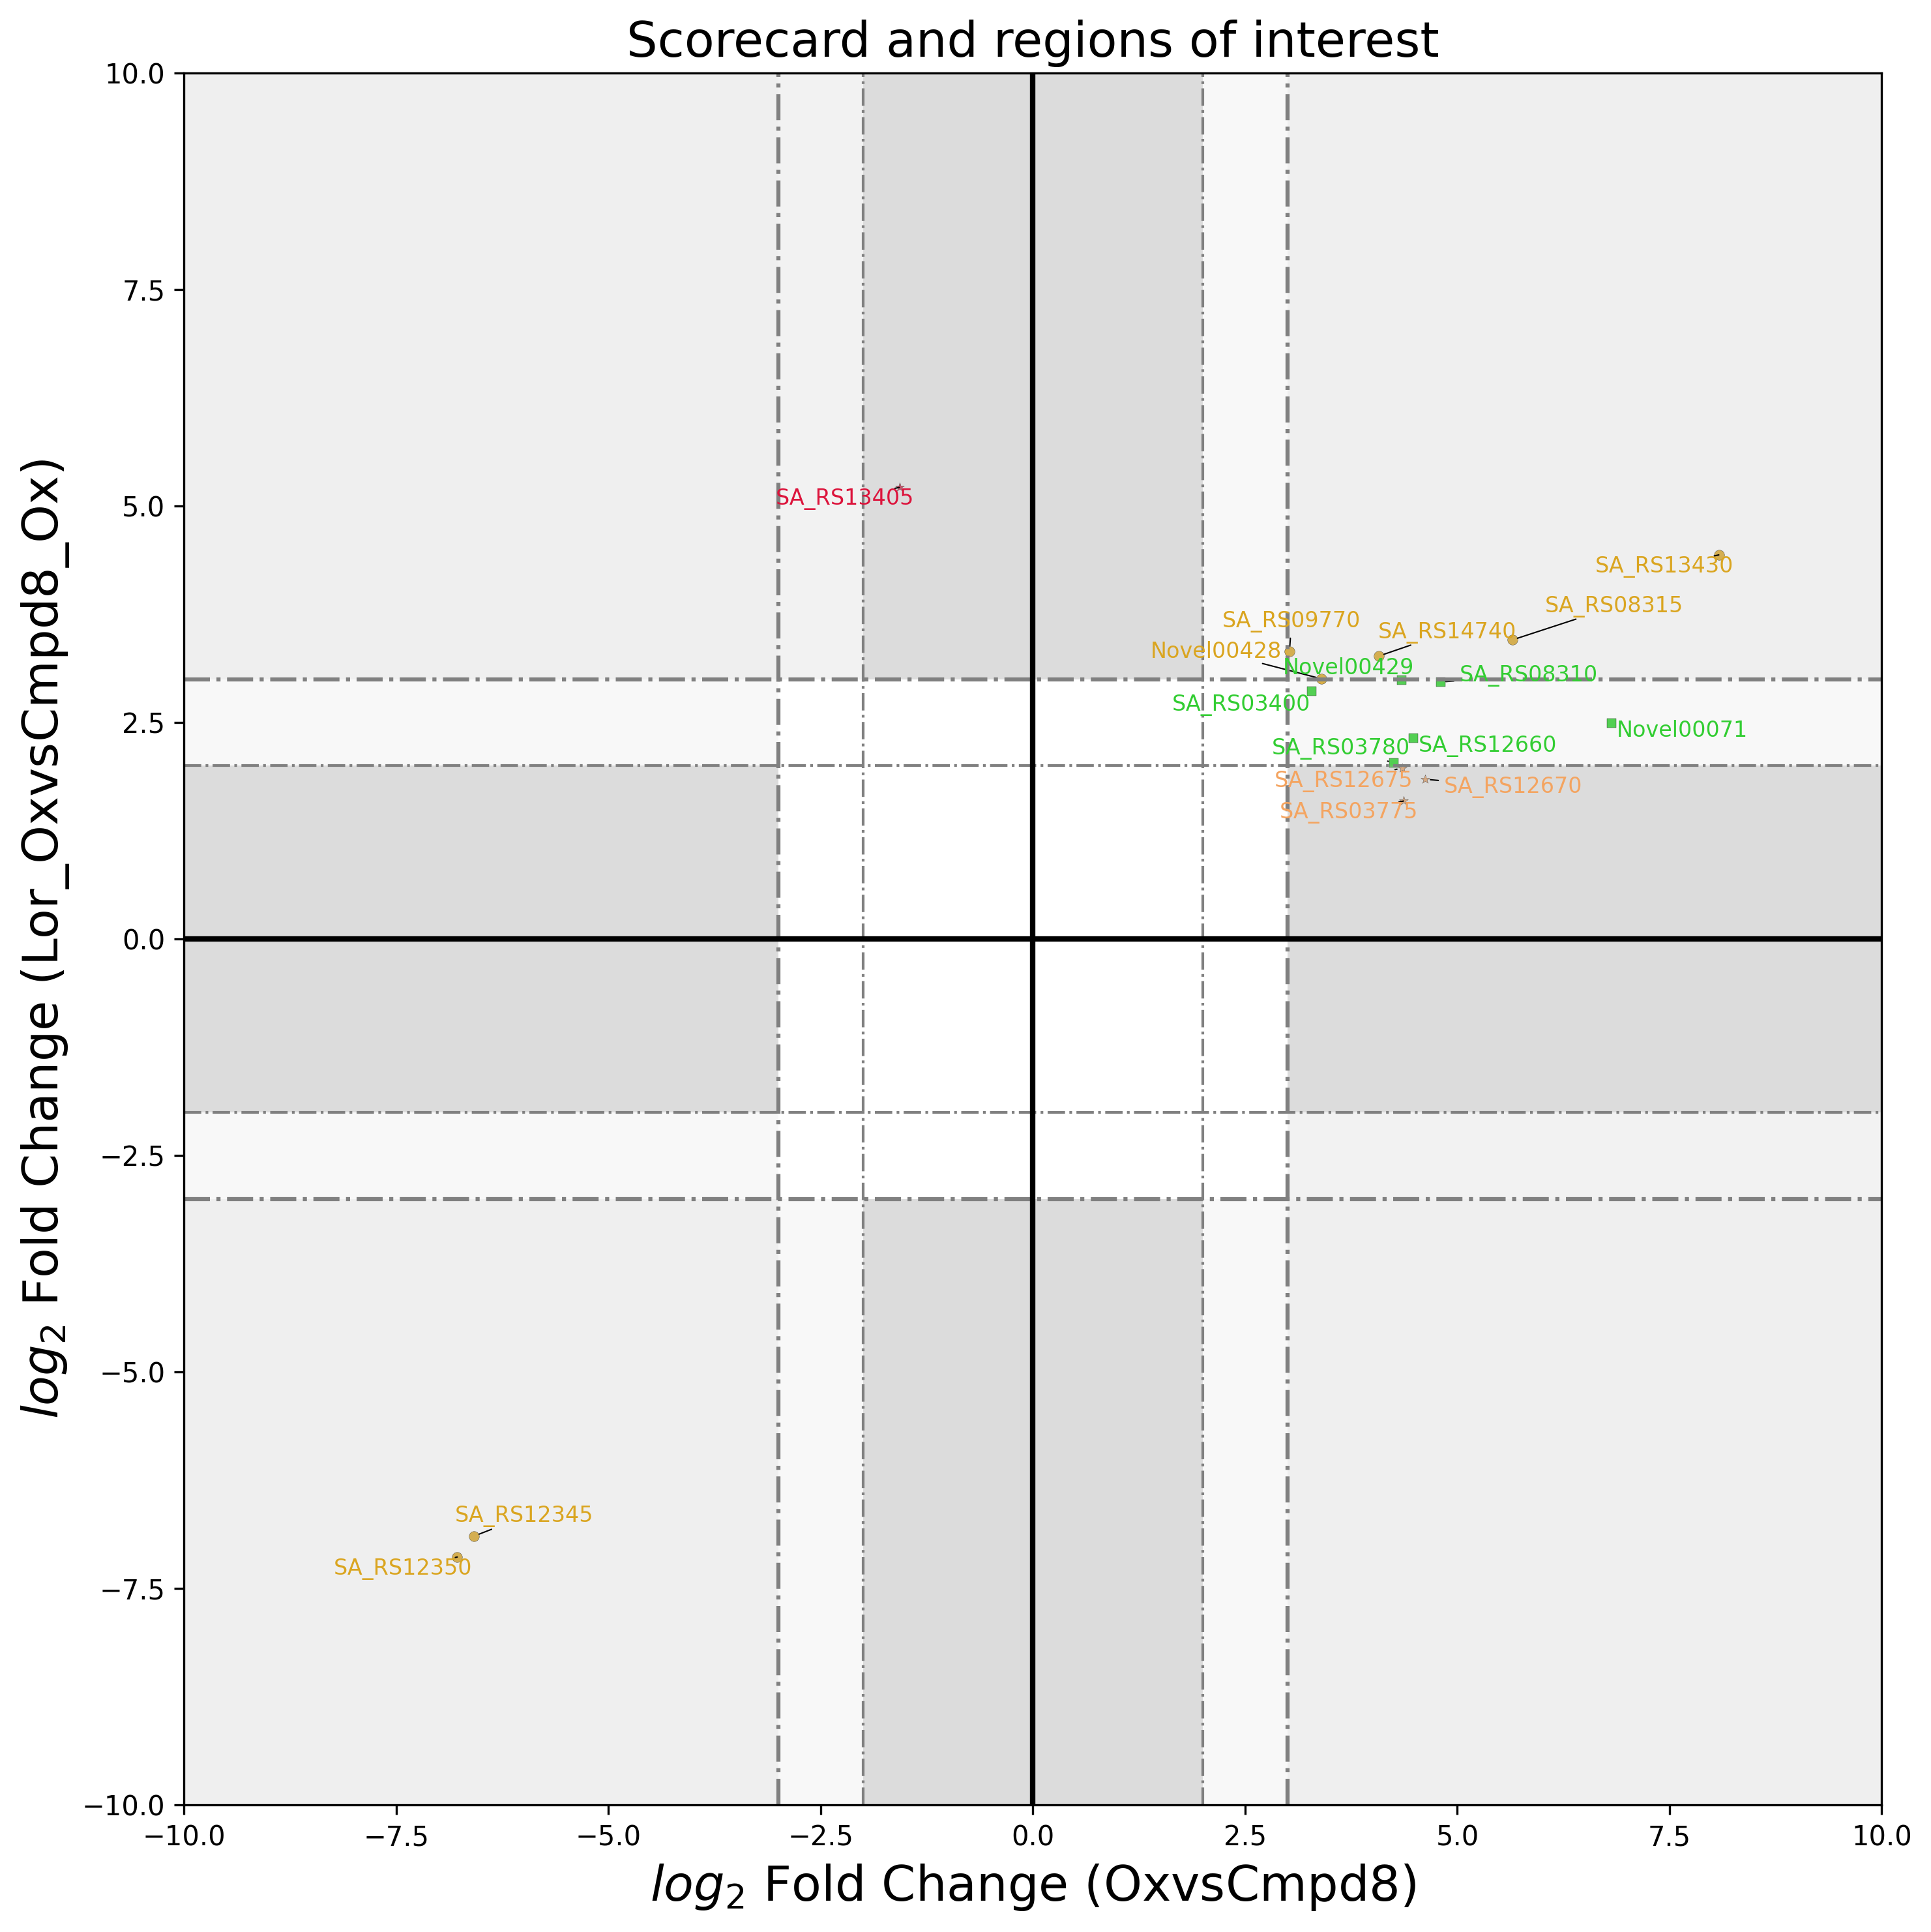 Scorecard and regions of interest
log2 Fold Change (Lor_OxvsCmpd8_Ox)
10.0
7.5
5.0
2.5
0.0
−2.5
−5.0
−7.5
−10.0
SA_RS13405
SA_RS13430
SA_RS08315
SA_RS09770
SA_RS14740
Novel00428
Novel00429
SA_RS08310
SA_RS03400
Novel00071
SA_RS03780
SA_RS12660
SA_RS12675
SA_RS12670
SA_RS03775
SA_RS12345
SA_RS12350
−10.0
−7.5
−5.0
−2.5
0.0
2.5
5.0
7.5
10.0
log2 Fold Change (OxvsCmpd8)